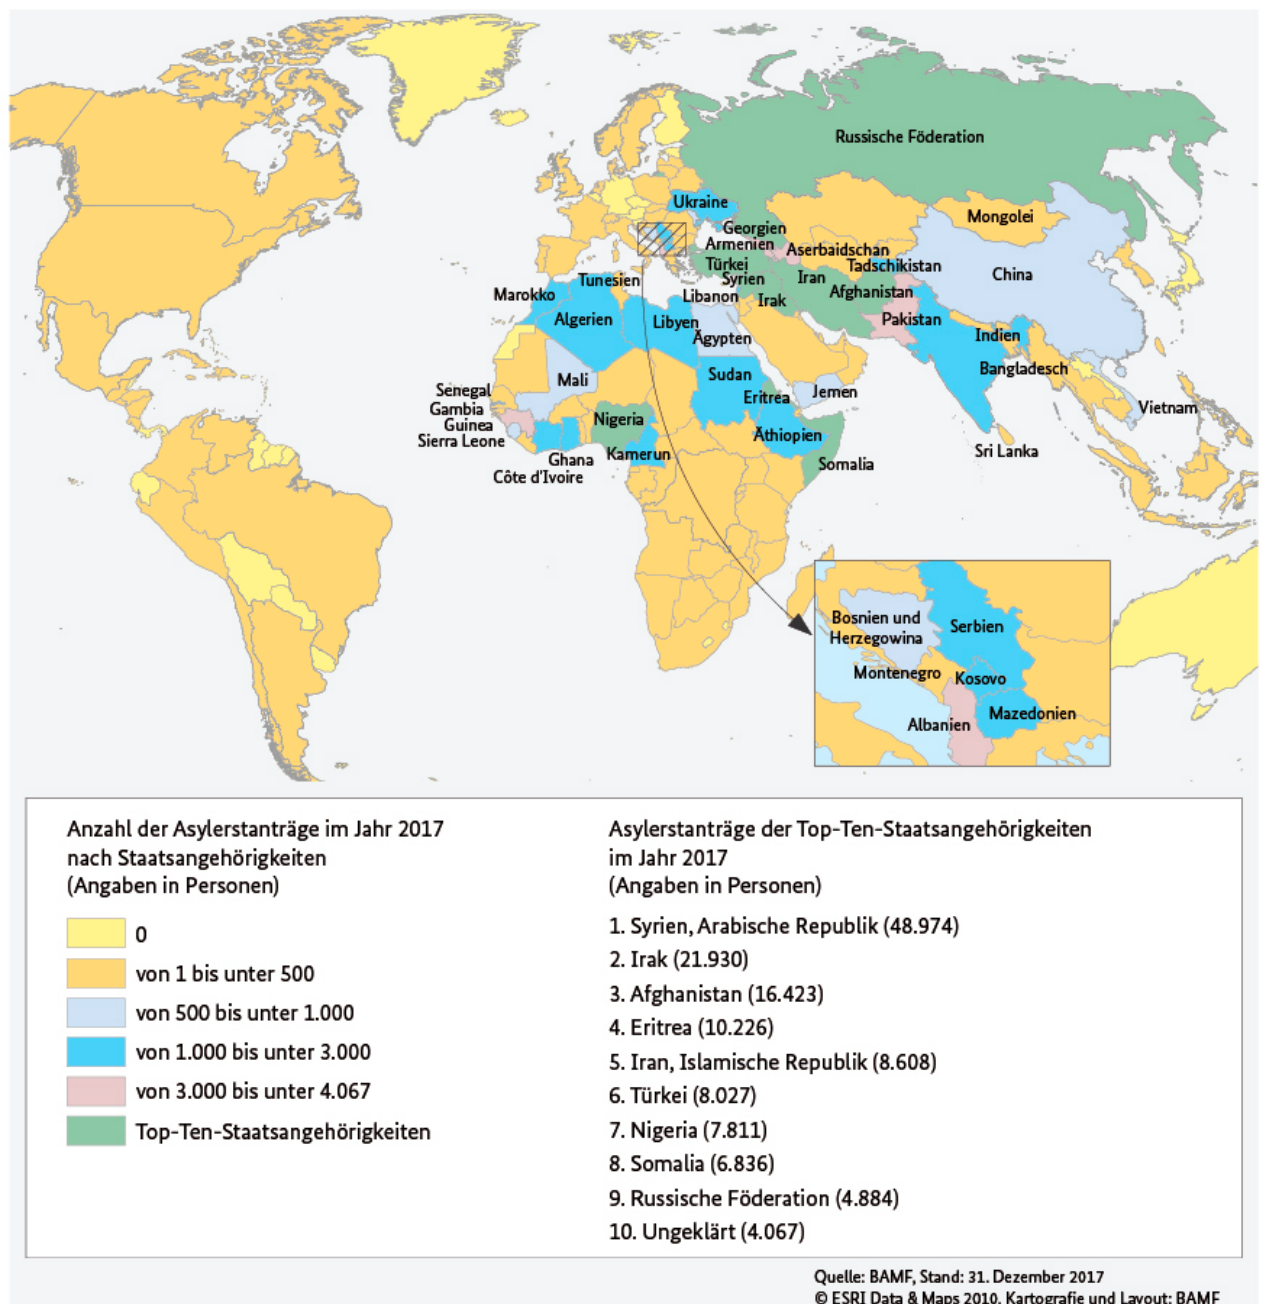 Russische Föderation
Ukraine
Mongolei
Georgien
Armenien
Aserbaidschan
Türkei
Tadschikistan
Syrien
Iran
China
Tunesien
Marokko
Libanon
Irak
Afghanistan
Algerien
Libyen
Pakistan
Ägypten
Indien
Bangladesch
Mali
Sudan
Senegal
Jemen
Eritrea
Gambia
Vietnam
Guinea
Nigeria
Sierra Leone
Äthiopien
Kamerun
Sri Lanka
Ghana
Somalia
Côte d'Ivoire
Bosnien und
Herzegowina
Serbien
Montenegro
Kosovo
Mazedonien
Albanien
Anzahl der Asylerstanträge im Jahr 2017
nach Staatsangehörigkeiten
(Angaben in Personen)
0
von 1 bis unter 500
von 500 bis unter 1.000
von 1.000 bis unter 3.000
von 3.000 bis unter 4.067
Top-Ten-Staatsangehörigkeiten
Asylerstanträge der Top-Ten-Staatsangehörigkeiten
im Jahr 2017
(Angaben in Personen)
1. Syrien, Arabische Republik (48.974)
2. Irak (21.930)
3. Afghanistan (16.423)
4. Eritrea (10.226)
5. Iran, Islamische Republik (8.608)
6. Türkei (8.027)
7. Nigeria (7.811)
8. Somalia (6.836)
9. Russische Föderation (4.884)
10. Ungeklärt (4.067)
Quelle: BAMF, Stand: 31. Dezember 2017
© ESRI Data & Maps 2010, Kartografie und Layout: BAMF